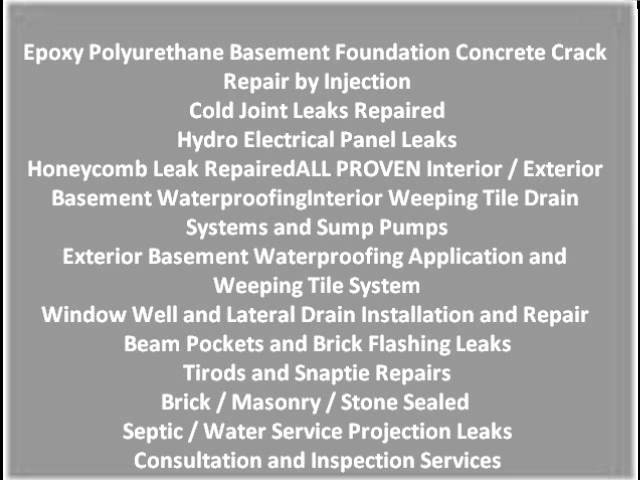 Epoxy Polyurethane Basement Foundation Concrete Crack
Repair by Injection
Cold Joint Leaks Repaired
Hydro Electrical Panel Leaks
Honeycomb Leak RepairedALL PROVEN Interior / Exterior
Basement WaterproofingInterior Weeping Tile Drain
Systems and Sump Pumps
Exterior Basement Waterproofing Application and
Weeping Tile System
Window Well and Lateral Drain Installation and Repair
Beam Pockets and Brick Flashing Leaks
Tirods and Snaptie Repairs
Brick / Masonry / Stone Sealed
Septic / Water Service Projection Leaks
Consultation and Inspection Services